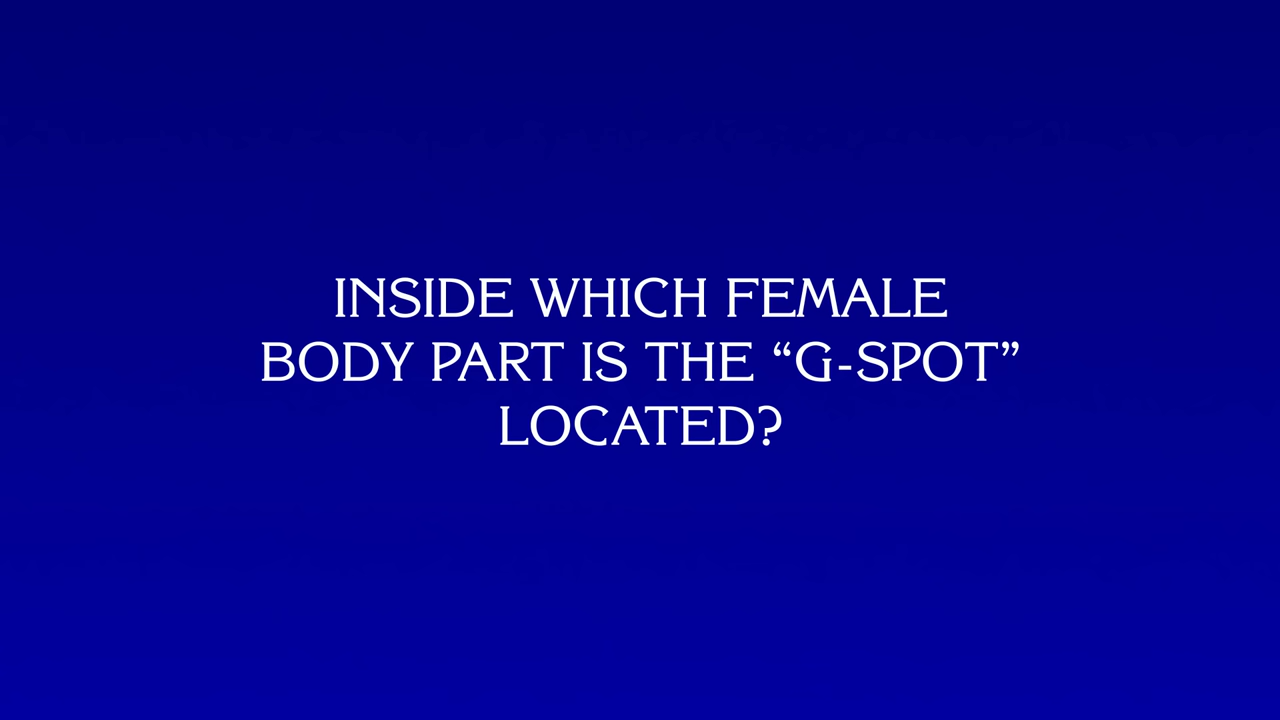 INSIDE WHICH FEMALE
BODY PART IS THE “G-SPOT”
LOCATED?